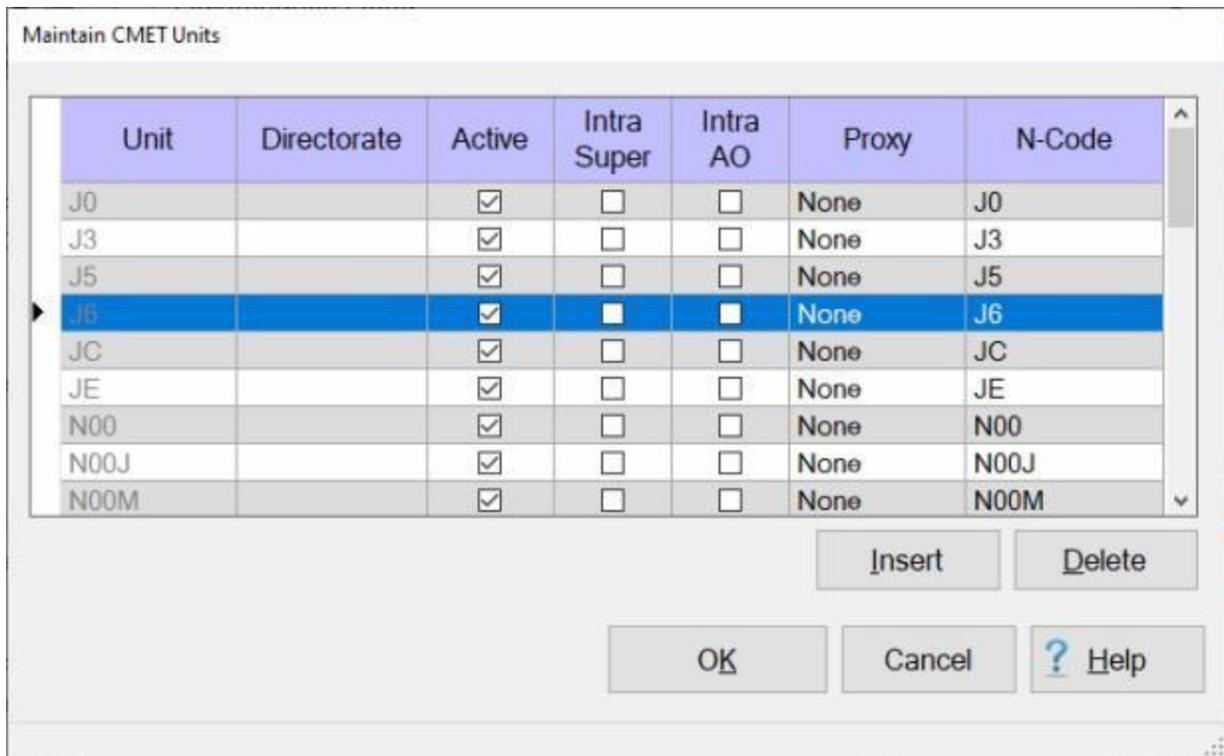 Maintain CMET Units
Unit Directorate Active Intra Super Intra AO Proxy N-Code
J0 None J0
J3 None J3
J5 None J5
J6 None J6
JC None JC
JE None JE
N00 None N00
N00J None N00J
N00M None N00M
Insert Delete
OK Cancel ? Help